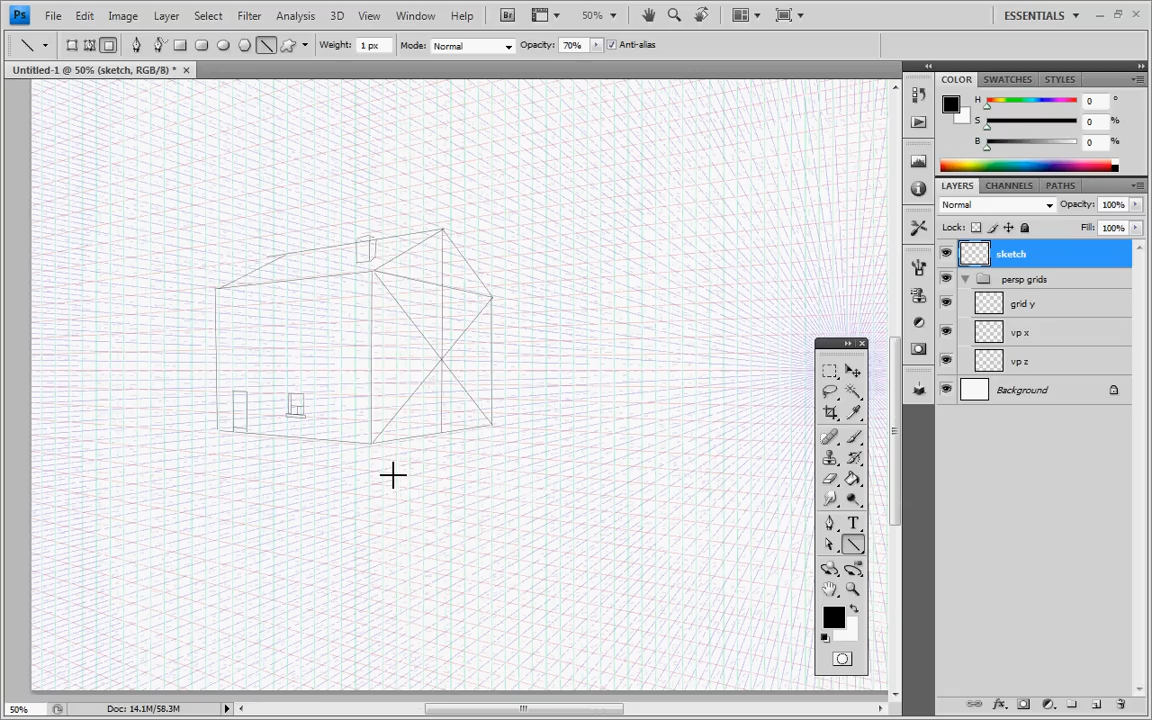 Ps File Edit Image Layer Select Filter Analysis 3D View Window Help Br 50% ESSENTIALS
Weight: 1 px Mode: Normal Opacity: 70% Anti-alias
Untitled-1 @ 50% (sketch, RGB/8) *
COLOR SWATCHES STYLES
H 0 °
S 0 %
B 0 %
LAYERS CHANNELS PATHS
Normal Opacity: 100%
Lock: Fill: 100%
sketch
persp grids
grid y
vp x
vp z
Background
T
50% Doc: 14.1M/58.3M
fx